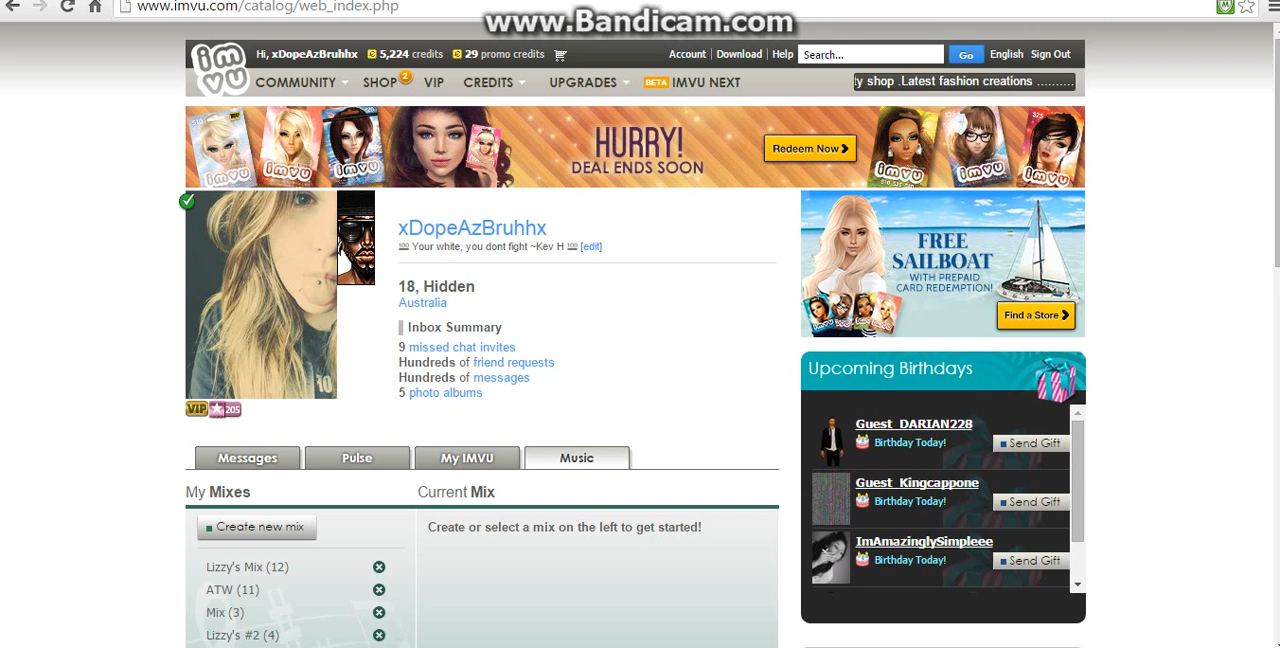 www.imvu.com/catalog/web_index.php
www.Bandicam.com
imvu
Hi, xDopeAzBruhhx 5,224 credits 29 promo credits Account Download Help Search... Go English Sign Out
COMMUNITY SHOP 2 VIP CREDITS UPGRADES BETA IMVU NEXT ly shop .Latest fashion creations ..........
HURRY!
DEAL ENDS SOON
Redeem Now
xDopeAzBruhhx
💯 Your white, you dont fight ~Kev H 💯 [edit]
18, Hidden
Australia
Inbox Summary
9 missed chat invites
Hundreds of friend requests
Hundreds of messages
5 photo albums
VIP 205
FREE
SAILBOAT
WITH PREPAID
CARD REDEMPTION!
Find a Store
Upcoming Birthdays
Guest_DARIAN228
Birthday Today! Send Gift
Guest_Kingcappone
Birthday Today! Send Gift
ImAmazinglySimpleee
Birthday Today! Send Gift
Messages Pulse My IMVU Music
My Mixes Current Mix
Create new mix
Create or select a mix on the left to get started!
Lizzy's Mix (12)
ATW (11)
Mix (3)
Lizzy's #2 (4)